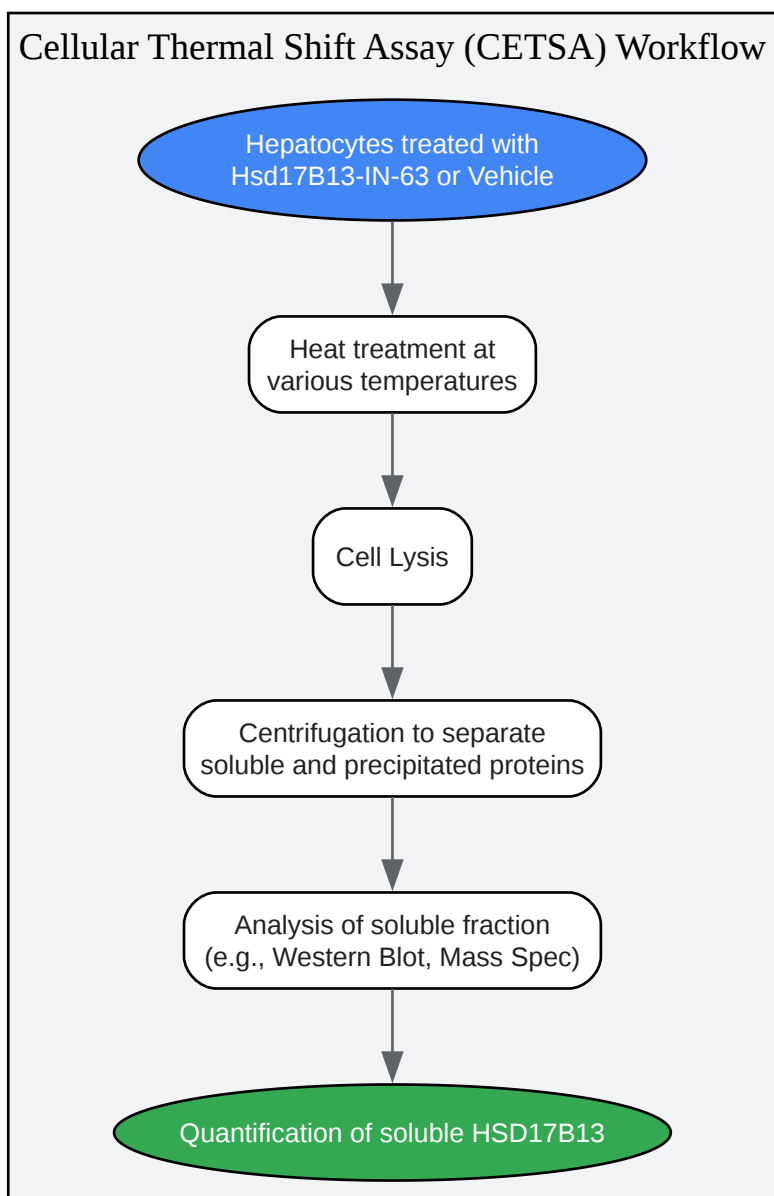 Cellular Thermal Shift Assay (CETSA) Workflow
Hepatocytes treated with
Hsd17B13-IN-63 or Vehicle
Heat treatment at
various temperatures
Cell Lysis
Centrifugation to separate
soluble and precipitated proteins
Analysis of soluble fraction
(e.g., Western Blot, Mass Spec)
Quantification of soluble HSD17B13